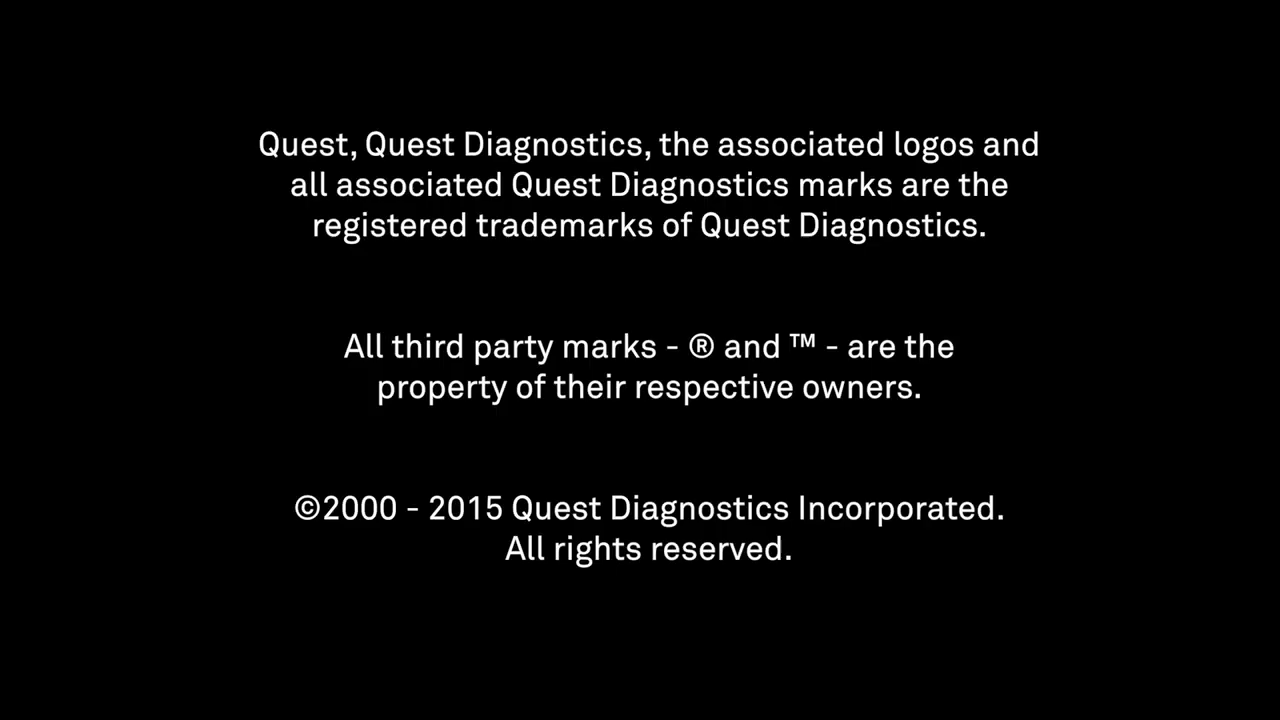 Quest, Quest Diagnostics, the associated logos and
all associated Quest Diagnostics marks are the
registered trademarks of Quest Diagnostics.
All third party marks - ® and ™ - are the
property of their respective owners.
©2000 - 2015 Quest Diagnostics Incorporated.
All rights reserved.